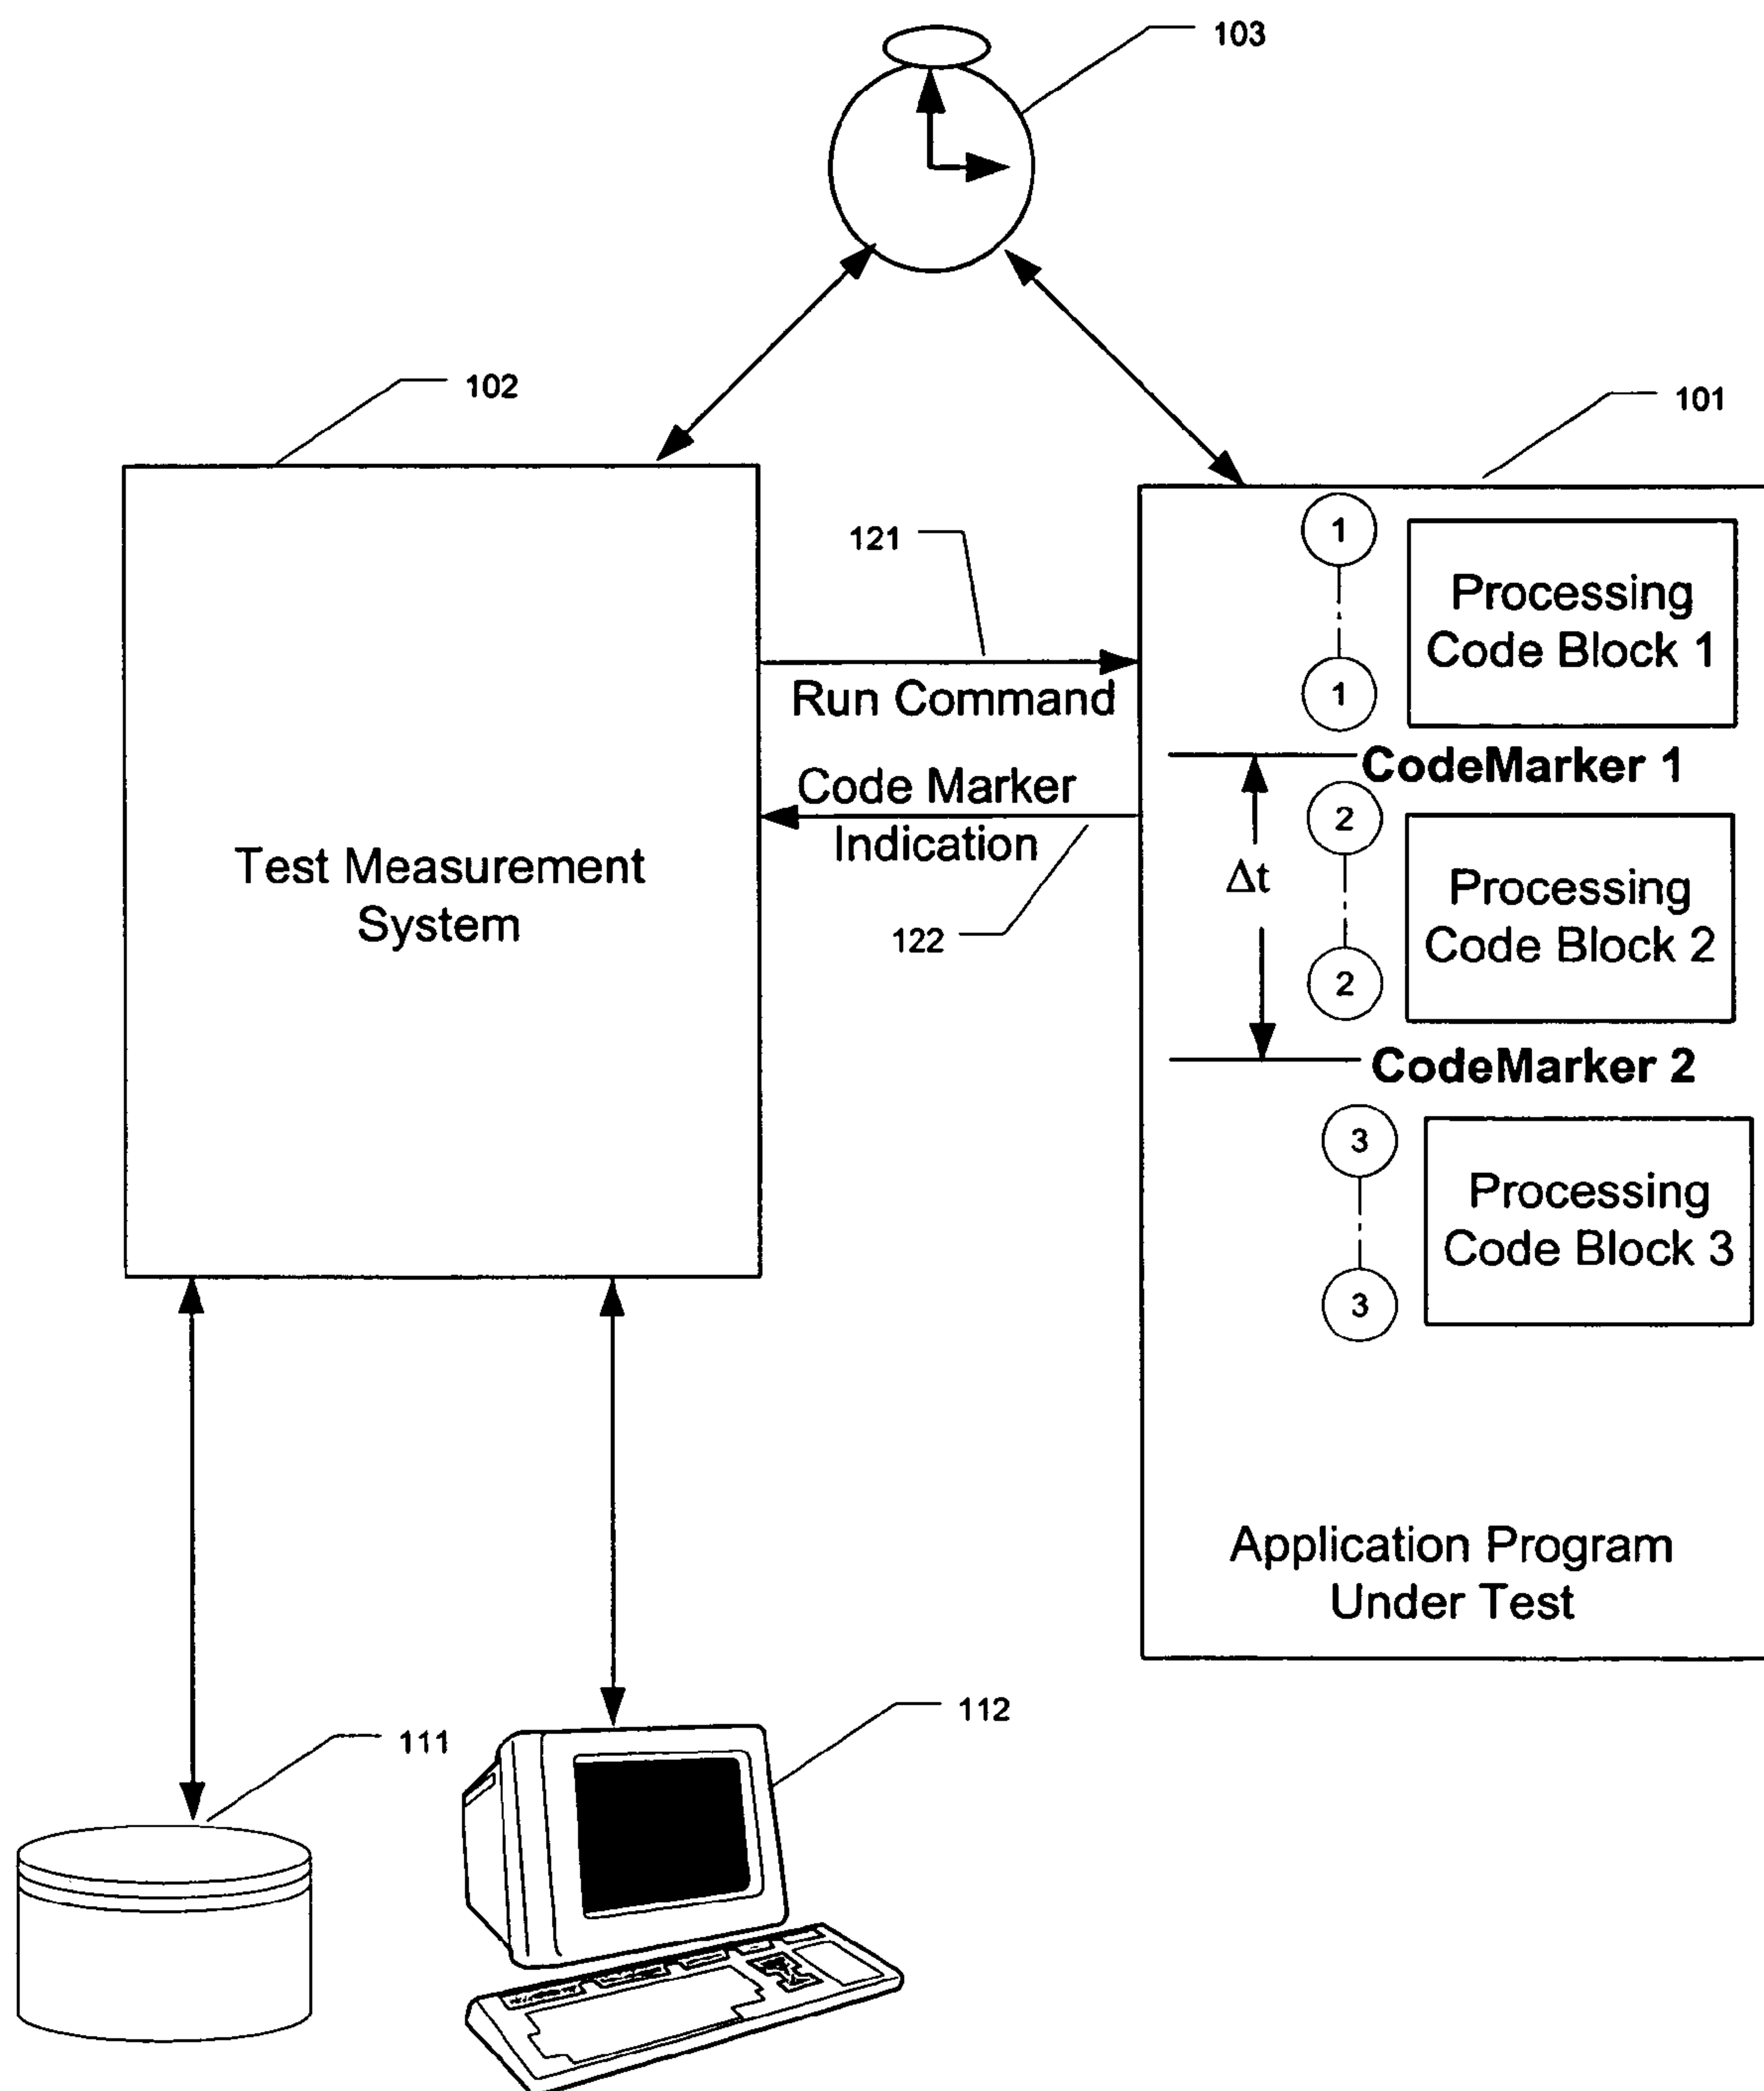 103
102
101
121
1
Processing
Code Block 1
1
Run Command
CodeMarker 1
Code Marker
Indication
2
Δt
Processing
Code Block 2
122
2
Test Measurement
System
CodeMarker 2
3
Processing
Code Block 3
3
Application Program
Under Test
112
111